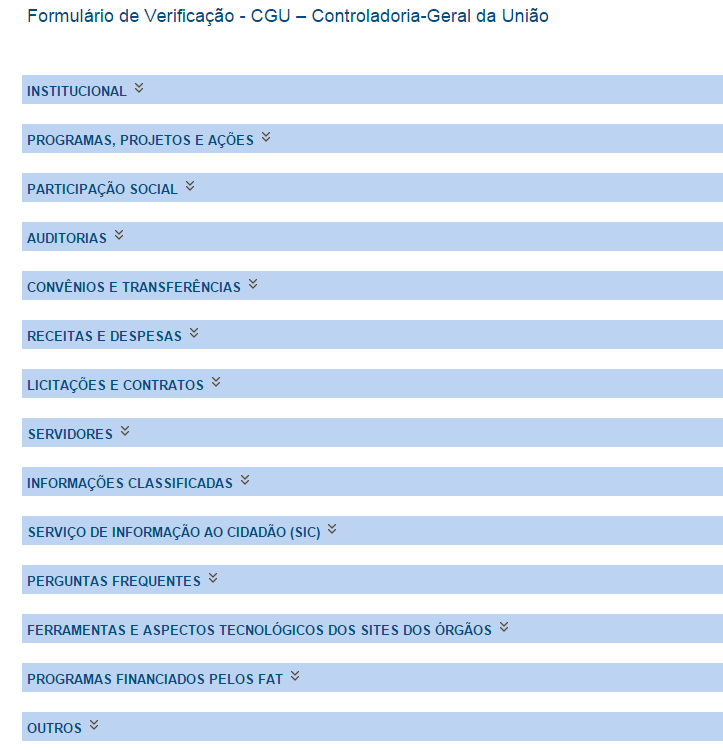 Formulário de Verificação - CGU – Controladoria-Geral da União
INSTITUCIONAL
PROGRAMAS, PROJETOS E AÇÕES
PARTICIPAÇÃO SOCIAL
AUDITORIAS
CONVÊNIOS E TRANSFERÊNCIAS
RECEITAS E DESPESAS
LICITAÇÕES E CONTRATOS
SERVIDORES
INFORMAÇÕES CLASSIFICADAS
SERVIÇO DE INFORMAÇÃO AO CIDADÃO (SIC)
PERGUNTAS FREQUENTES
FERRAMENTAS E ASPECTOS TECNOLÓGICOS DOS SITES DOS ÓRGÃOS
PROGRAMAS FINANCIADOS PELOS FAT
OUTROS